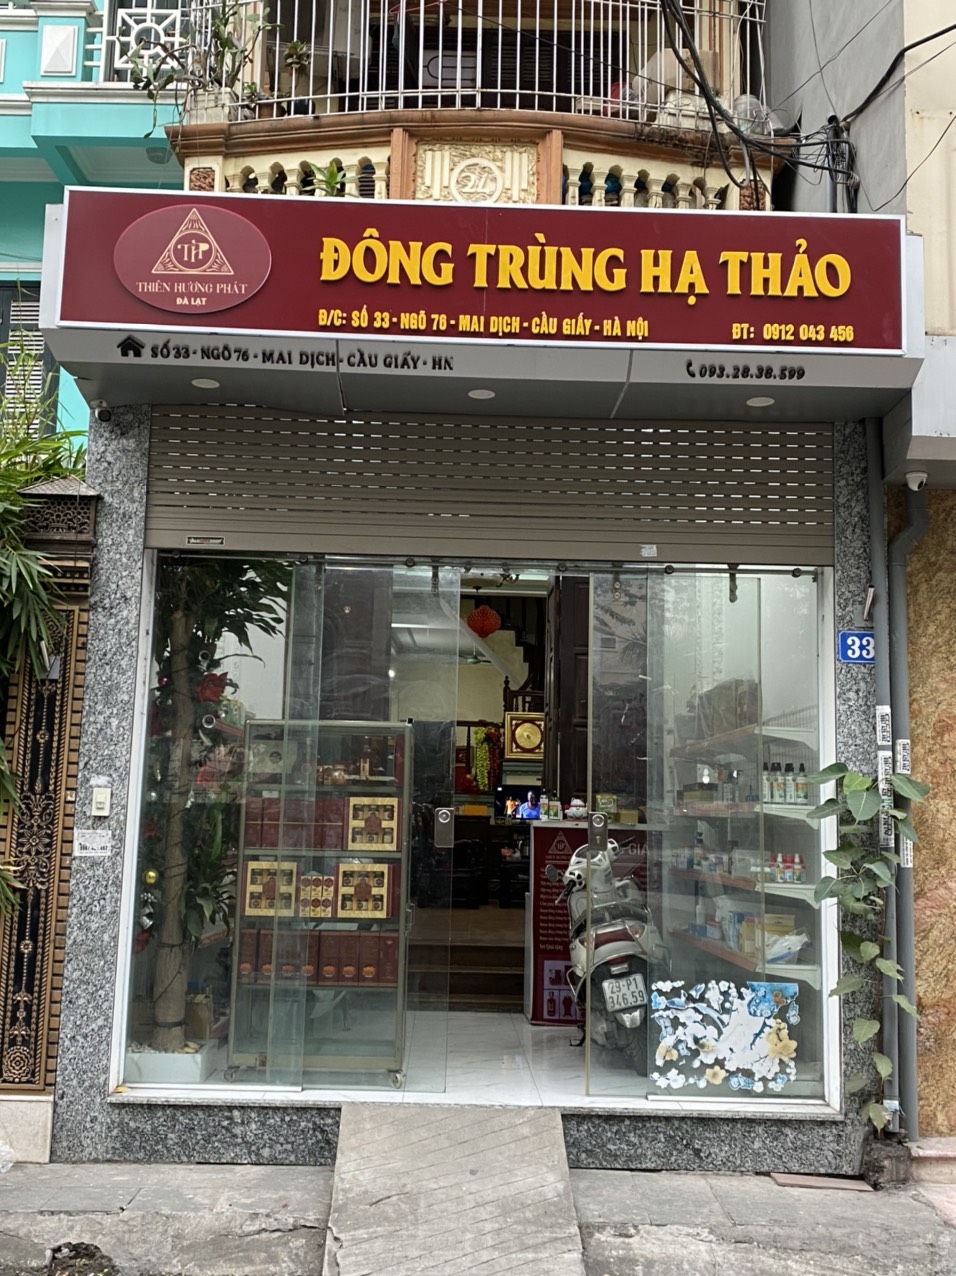 24
THP
THIÊN HƯƠNG PHÁT
ĐÀ LẠT
ĐÔNG TRÙNG HẠ THẢO
Đ/C: SỐ 33 - NGÕ 76 - MAI DỊCH - CẦU GIẤY - HÀ NỘI
ĐT: 0912 043 456
SỐ 33 - NGÕ 76 - MAI DỊCH - CẦU GIẤY - HN
093.28.38.599
33
29-P1
346.59